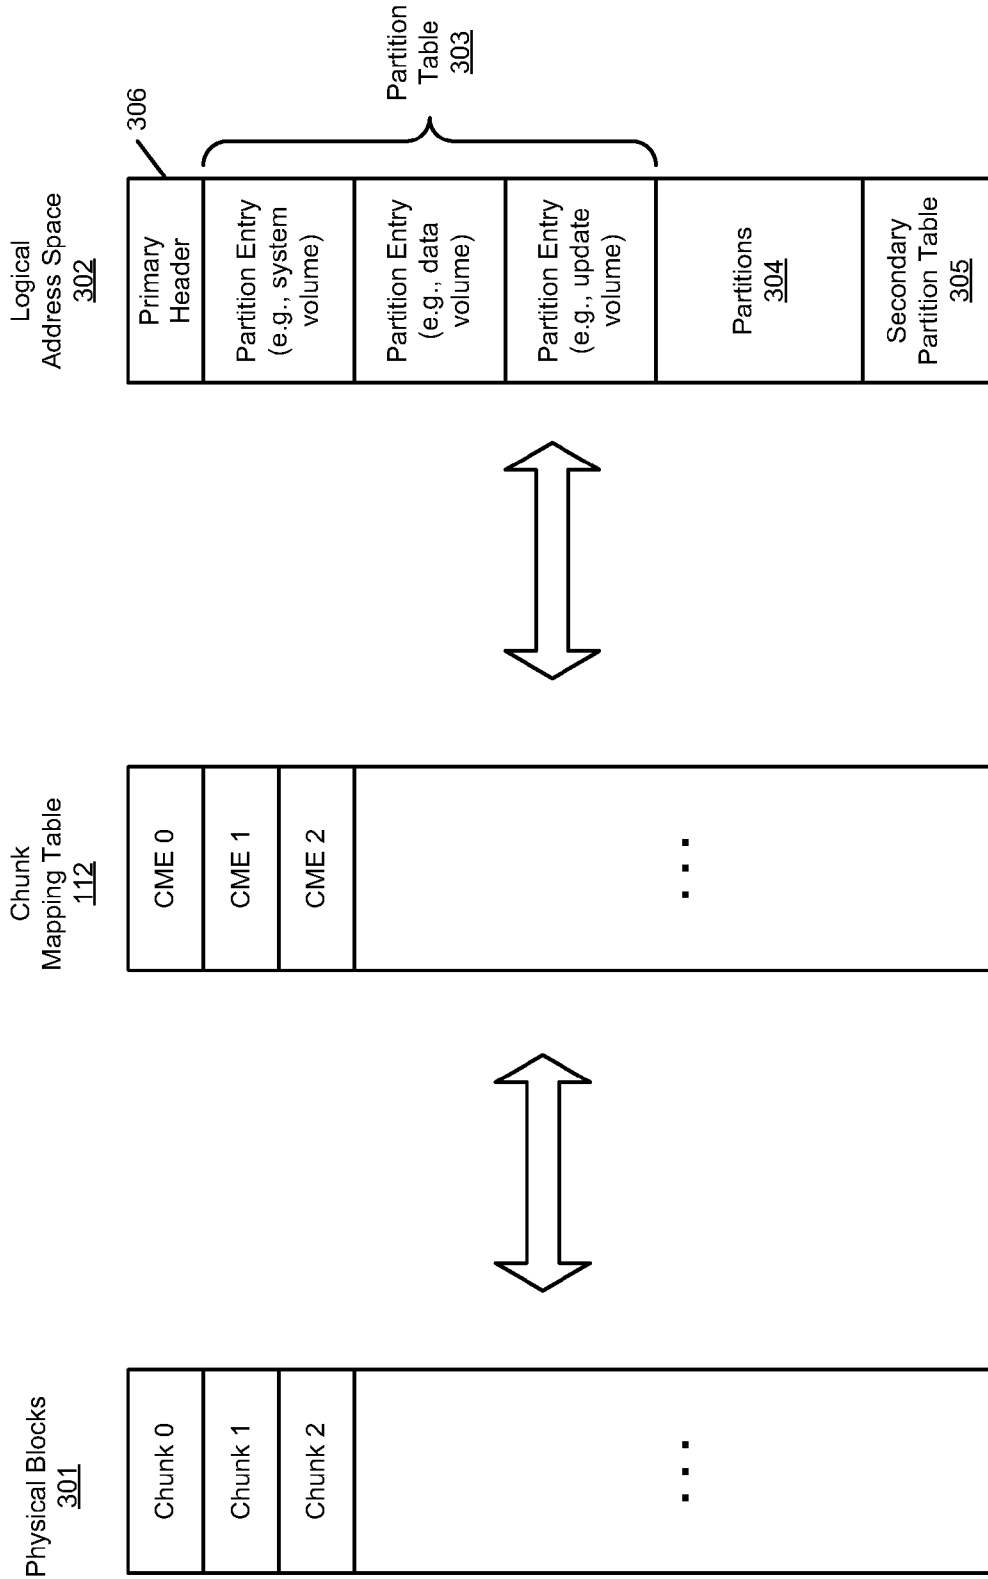 Physical Blocks
301
Chunk 0
Chunk 1
Chunk 2
...
Chunk
Mapping Table
112
CME 0
CME 1
CME 2
...
Logical
Address Space
302
306
Primary
Header
Partition Entry
(e.g., system
volume)
Partition Entry
(e.g., data
volume)
Partition Entry
(e.g., update
volume)
Partition
Table
303
Partitions
304
Secondary
Partition Table
305